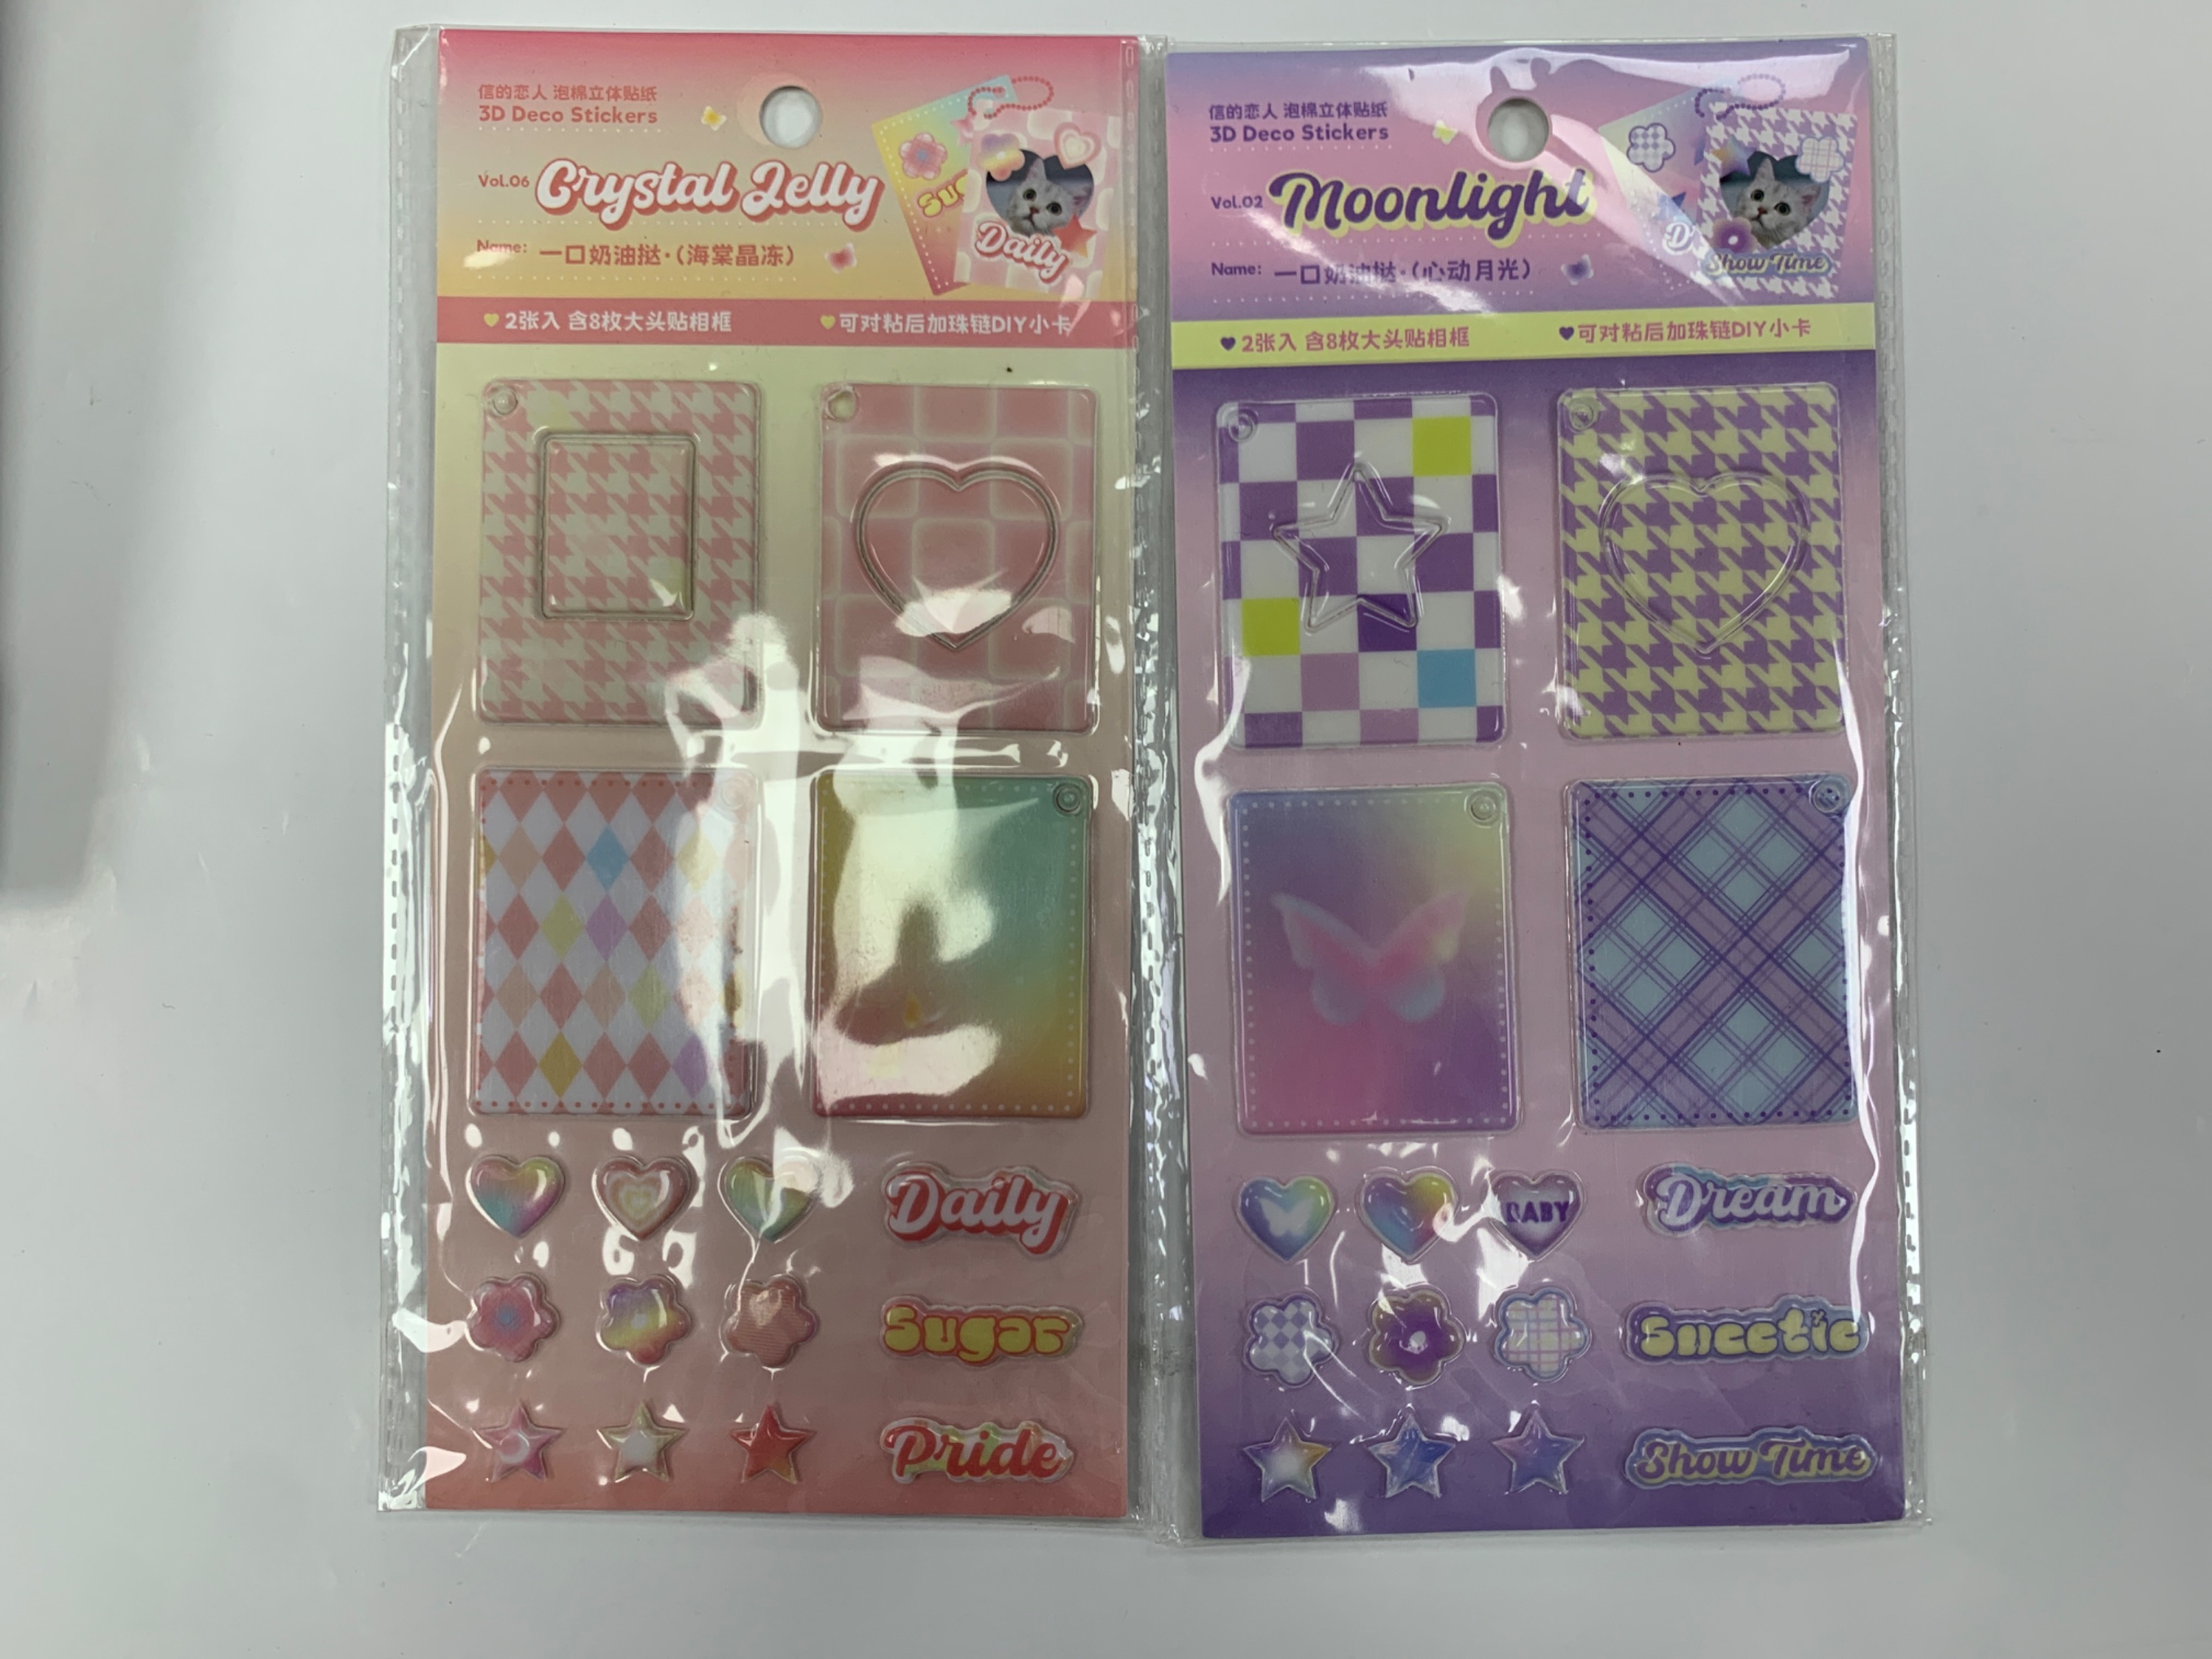 信的恋人 泡棉立体贴纸
3D Deco Stickers
Vol.06 Crystal Jelly
Name: 一口奶油挞·(海棠晶冻)
Su
Daily
2张入 含8枚大头贴相框
可对粘后加珠链DIY小卡
Daily
Sugar
Pride
信的恋人 泡棉立体贴纸
3D Deco Stickers
Vol.02 Moonlight
Name: 一口奶油挞·(心动月光)
D
Show Time
2张入 含8枚大头贴相框
可对粘后加珠链DIY小卡
BABY
Dream
Sweetie
Show Time